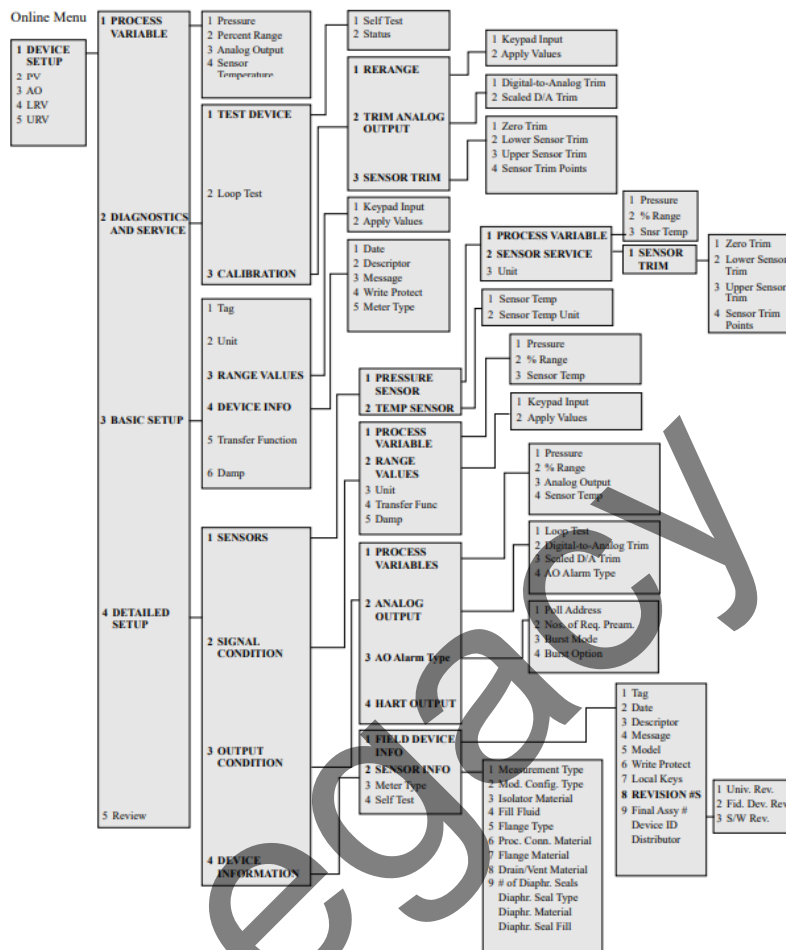 Online Menu
1 DEVICE
SETUP
2 PV
3 AO
4 LRV
5 URV
1 PROCESS
VARIABLE
2 DIAGNOSTICS
AND SERVICE
3 BASIC SETUP
4 DETAILED
SETUP
5 Review
1 Pressure
2 Percent Range
3 Analog Output
4 Sensor
Temperature
1 TEST DEVICE
2 Loop Test
3 CALIBRATION
1 Tag
2 Unit
3 RANGE VALUES
4 DEVICE INFO
5 Transfer Function
6 Damp
1 SENSORS
2 SIGNAL
CONDITION
3 OUTPUT
CONDITION
4 DEVICE
INFORMATION
1 Self Test
2 Status
1 RERANGE
2 TRIM ANALOG
OUTPUT
3 SENSOR TRIM
1 Keypad Input
2 Apply Values
1 Date
2 Descriptor
3 Message
4 Write Protect
5 Meter Type
1 PRESSURE
SENSOR
2 TEMP SENSOR
1 PROCESS
VARIABLE
2 RANGE
VALUES
3 Unit
4 Transfer Func
5 Damp
1 PROCESS
VARIABLES
2 ANALOG
OUTPUT
3 AO Alarm Type
4 HART OUTPUT
1 FIELD DEVICE
INFO
2 SENSOR INFO
3 Meter Type
4 Self Test
1 Keypad Input
2 Apply Values
1 Digital-to-Analog Trim
2 Scaled D/A Trim
1 Zero Trim
2 Lower Sensor Trim
3 Upper Sensor Trim
4 Sensor Trim Points
1 PROCESS VARIABLE
2 SENSOR SERVICE
3 Unit
1 Sensor Temp
2 Sensor Temp Unit
1 Pressure
2 % Range
3 Sensor Temp
1 Keypad Input
2 Apply Values
1 Pressure
2 % Range
3 Analog Output
4 Sensor Temp
1 Loop Test
2 Digital-to-Analog Trim
3 Scaled D/A Trim
4 AO Alarm Type
1 Poll Address
2 Nos. of Req. Pream.
3 Burst Mode
4 Burst Option
1 Measurement Type
2 Mod. Config. Type
3 Isolator Material
4 Fill Fluid
5 Flange Type
6 Proc. Conn. Material
7 Flange Material
8 Drain/Vent Material
9 # of Diaphr. Seals
Diaphr. Seal Type
Diaphr. Material
Diaphr. Seal Fill
1 Pressure
2 % Range
3 Snsr Temp
1 SENSOR
TRIM
1 Zero Trim
2 Lower Sensor
Trim
3 Upper Sensor
Trim
4 Sensor Trim
Points
1 Tag
2 Date
3 Descriptor
4 Message
5 Model
6 Write Protect
7 Local Keys
8 REVISION #S
9 Final Assy #
Device ID
Distributor
1 Univ. Rev.
2 Fid. Dev. Rev
3 S/W Rev.
egacy